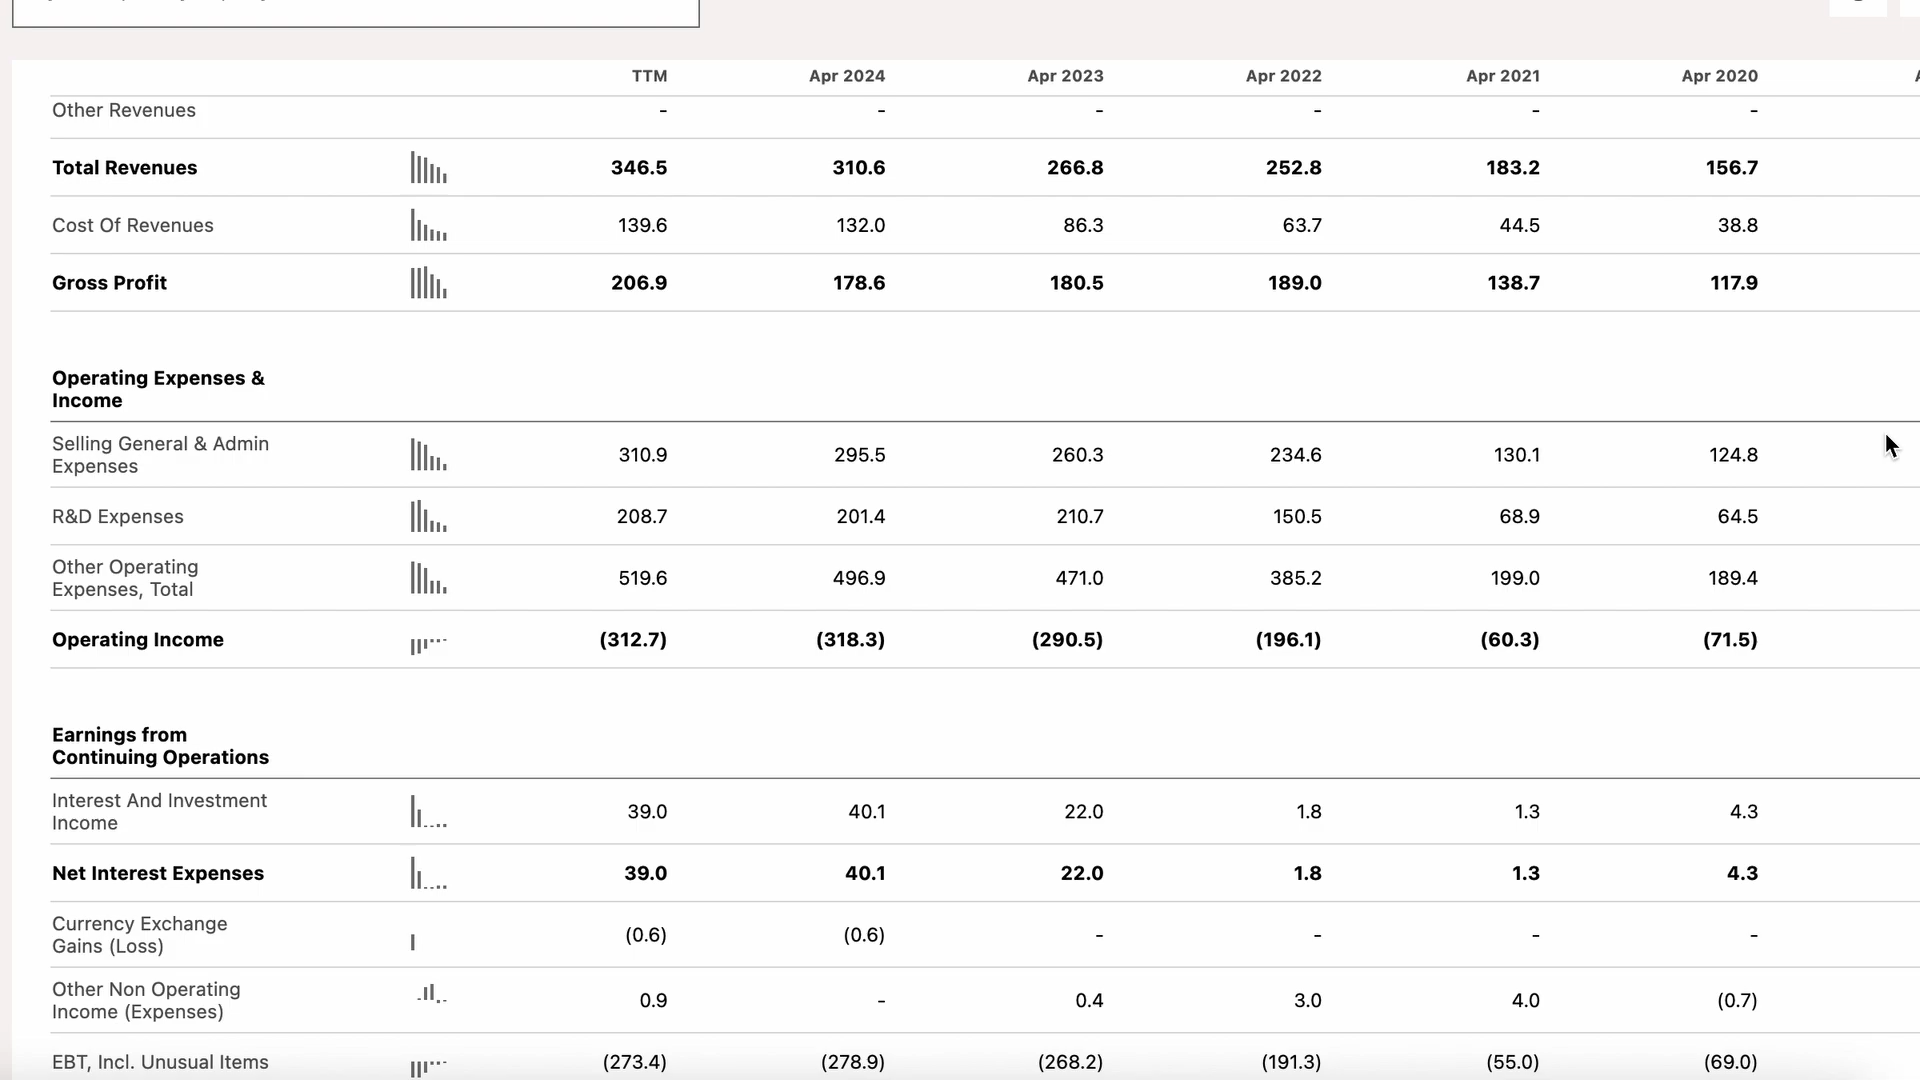 TTM Apr 2024 Apr 2023 Apr 2022 Apr 2021 Apr 2020
Other Revenues - - - - - -
Total Revenues 346.5 310.6 266.8 252.8 183.2 156.7
Cost Of Revenues 139.6 132.0 86.3 63.7 44.5 38.8
Gross Profit 206.9 178.6 180.5 189.0 138.7 117.9
Operating Expenses &
Income
Selling General & Admin
Expenses 310.9 295.5 260.3 234.6 130.1 124.8
R&D Expenses 208.7 201.4 210.7 150.5 68.9 64.5
Other Operating
Expenses, Total 519.6 496.9 471.0 385.2 199.0 189.4
Operating Income (312.7) (318.3) (290.5) (196.1) (60.3) (71.5)
Earnings from
Continuing Operations
Interest And Investment
Income 39.0 40.1 22.0 1.8 1.3 4.3
Net Interest Expenses 39.0 40.1 22.0 1.8 1.3 4.3
Currency Exchange
Gains (Loss) (0.6) (0.6) - - - -
Other Non Operating
Income (Expenses) 0.9 - 0.4 3.0 4.0 (0.7)
EBT, Incl. Unusual Items (273.4) (278.9) (268.2) (191.3) (55.0) (69.0)